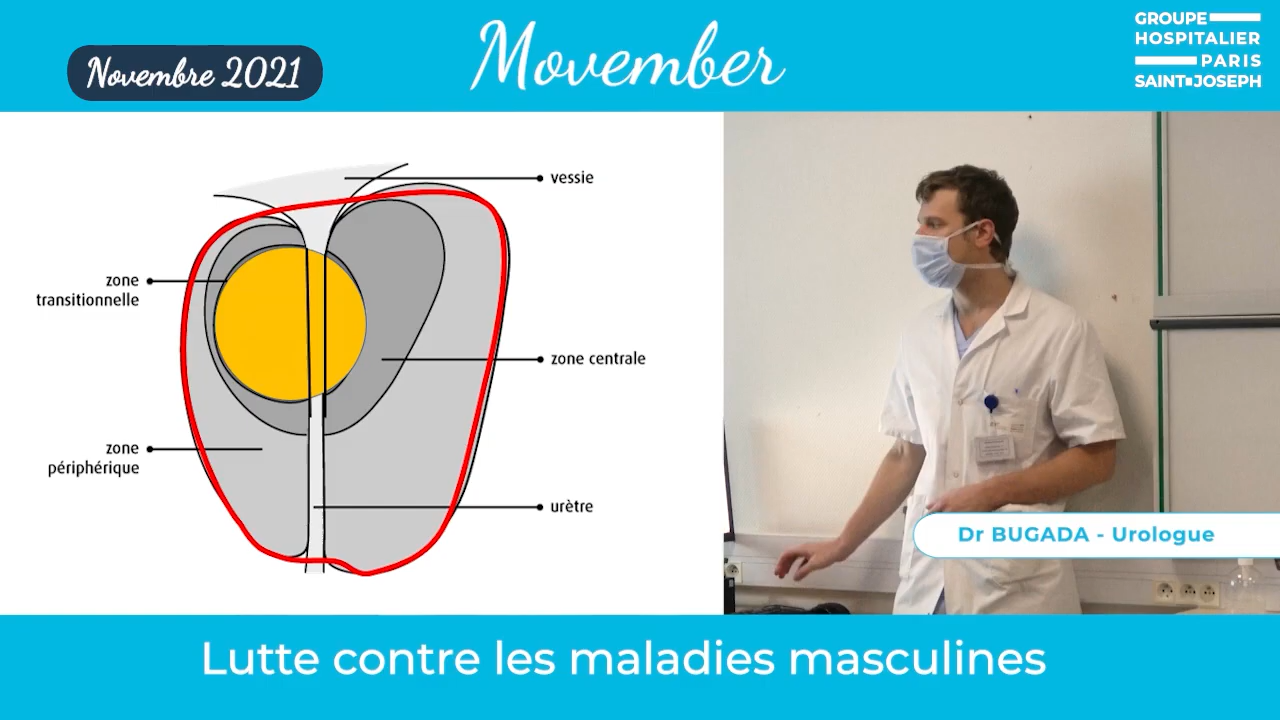 Novembre 2021
Movember
GROUPE
HOSPITALIER
PARIS
SAINT JOSEPH
vessie
zone
transitionnelle
zone centrale
zone
périphérique
urètre
Dr BUGADA - Urologue
Lutte contre les maladies masculines